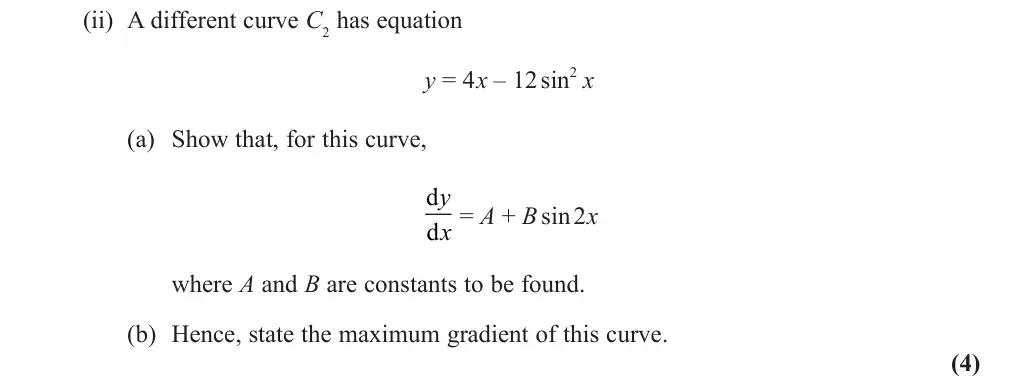 (ii) A different curve C₂ has equation
y = 4x – 12 sin² x
(a) Show that, for this curve,
dy/dx = A + B sin 2x
where A and B are constants to be found.
(b) Hence, state the maximum gradient of this curve.
(4)